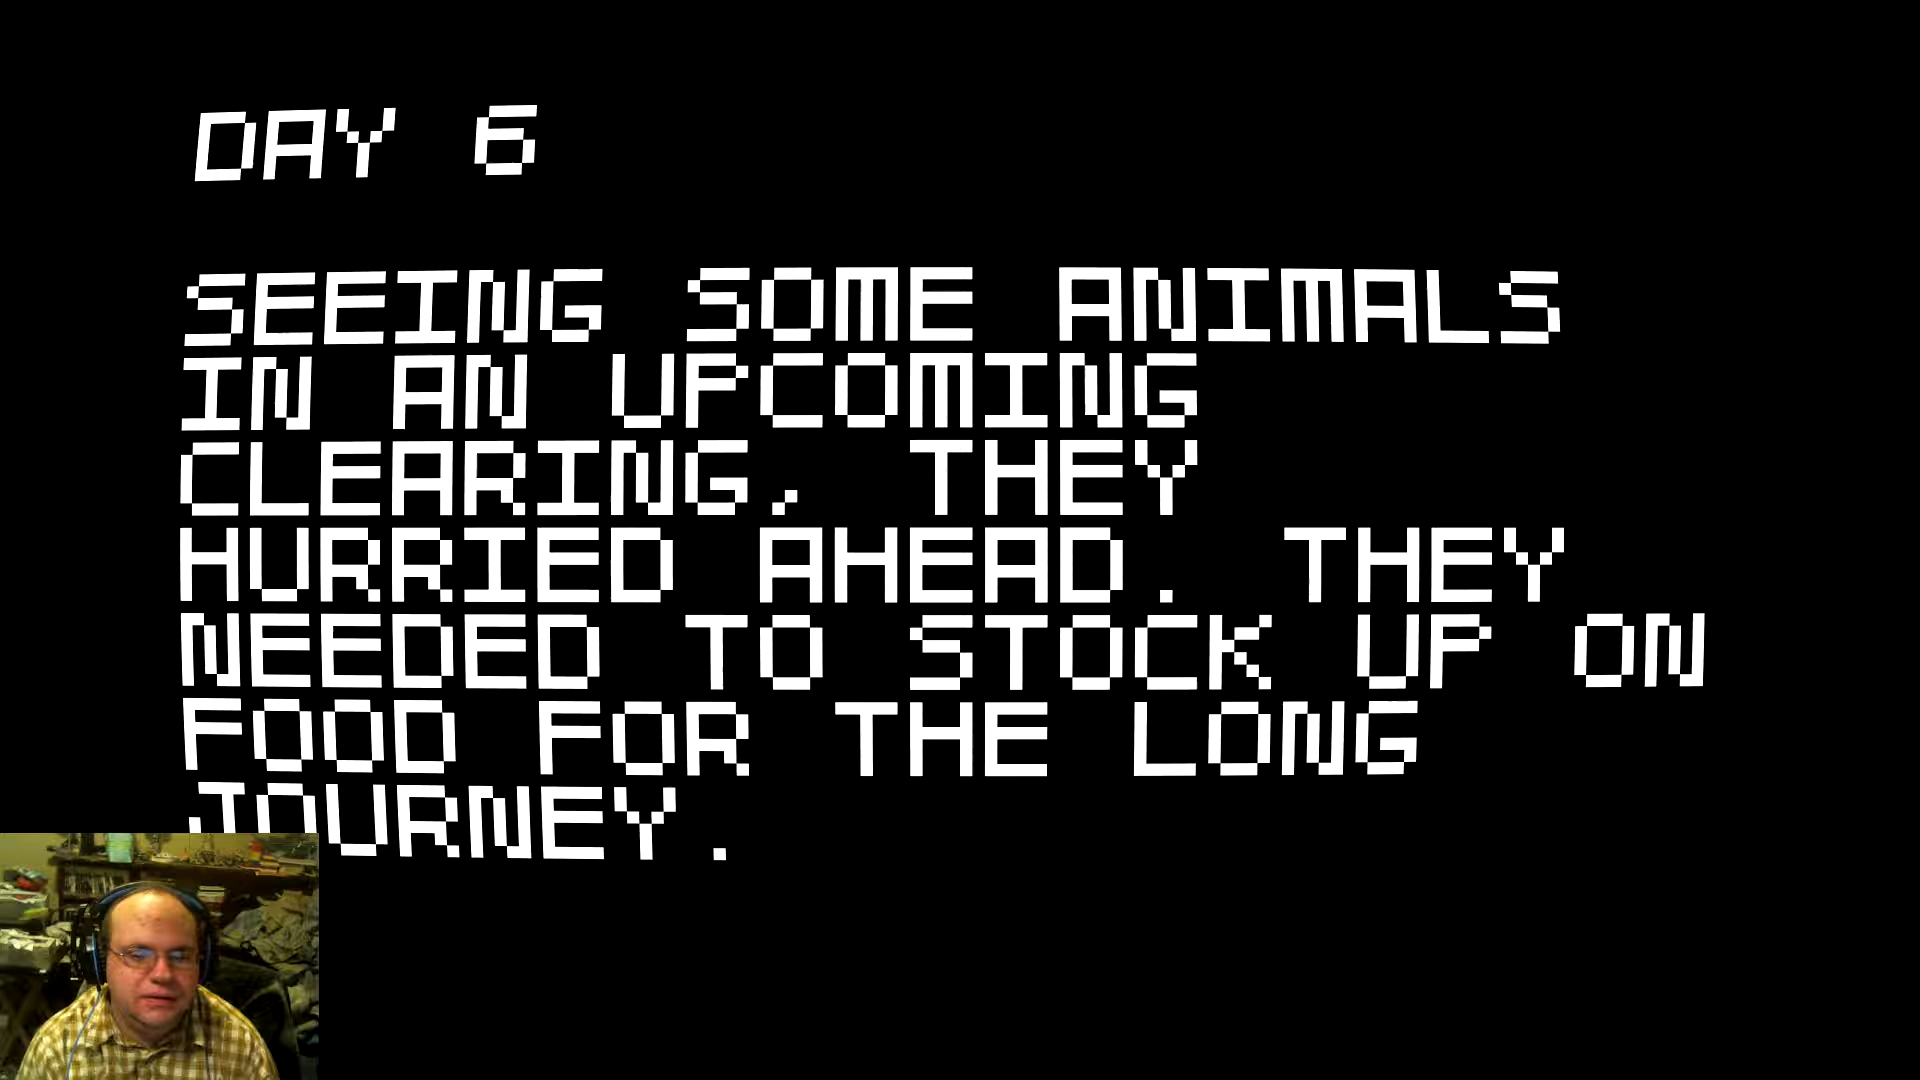 DAY 6
SEEING SOME ANIMALS
IN AN UPCOMING
CLEARING, THEY
HURRIED AHEAD. THEY
NEEDED TO STOCK UP ON
FOOD FOR THE LONG
JOURNEY.